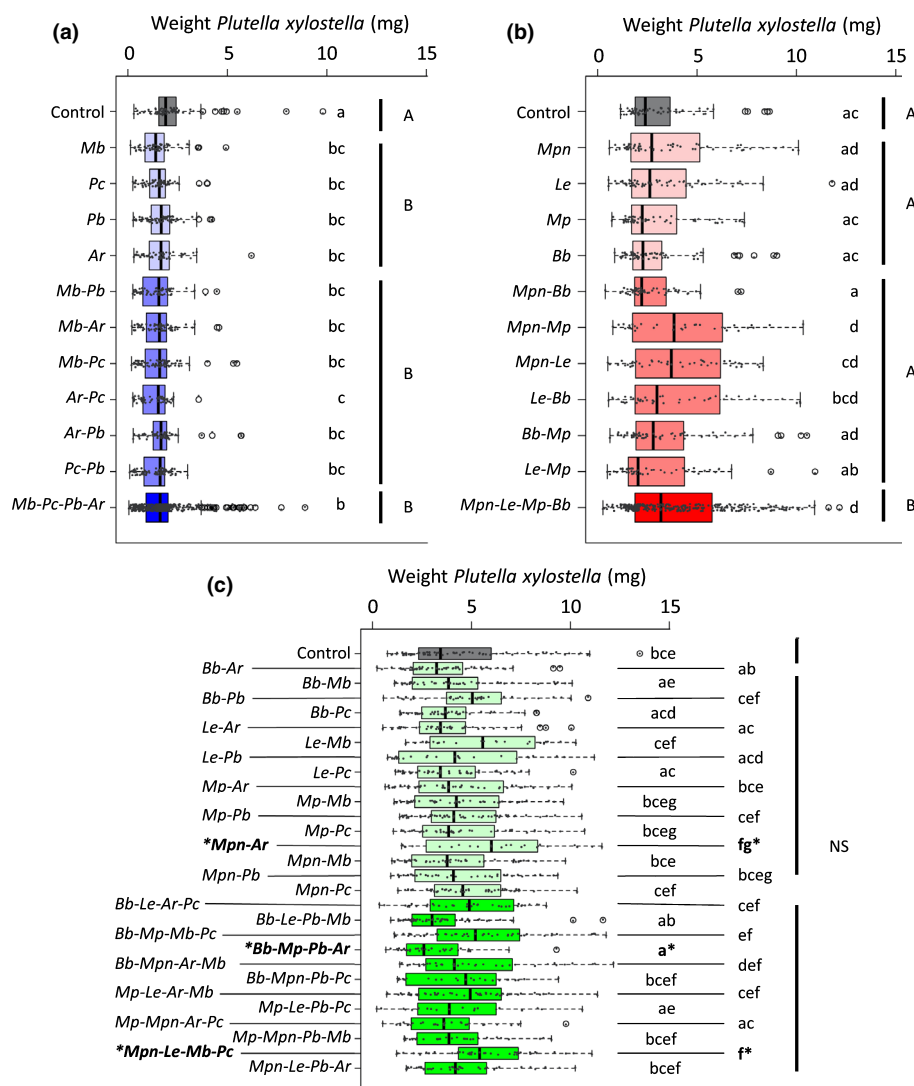 (a)
Weight Plutella xylostella (mg)
0 5 10 15
Control a A
Mb bc
Pc bc
B
Pb bc
Ar bc
Mb-Pb bc
Mb-Ar bc
Mb-Pc bc
B
Ar-Pc c
Ar-Pb bc
Pc-Pb bc
Mb-Pc-Pb-Ar b B
(b)
Weight Plutella xylostella (mg)
0 5 10 15
Control ac A
Mpn ad
Le ad
A
Mp ac
Bb ac
Mpn-Bb a
Mpn-Mp d
Mpn-Le cd
A
Le-Bb bcd
Bb-Mp ad
Le-Mp ab
Mpn-Le-Mp-Bb d B
(c)
Weight Plutella xylostella (mg)
0 5 10 15
Control bce
Bb-Ar ab
Bb-Mb ae
Bb-Pb cef
Bb-Pc acd
Le-Ar ac
Le-Mb cef
Le-Pb acd
Le-Pc ac
Mp-Ar bce
Mp-Mb bceg
Mp-Pb cef
Mp-Pc bceg
*Mpn-Ar fg*
NS
Mpn-Mb bce
Mpn-Pb bceg
Mpn-Pc cef
Bb-Le-Ar-Pc cef
Bb-Le-Pb-Mb ab
Bb-Mp-Mb-Pc ef
*Bb-Mp-Pb-Ar a*
Bb-Mpn-Ar-Mb def
Bb-Mpn-Pb-Pc bcef
Mp-Le-Ar-Mb cef
Mp-Le-Pb-Pc ae
Mp-Mpn-Ar-Pc ac
Mp-Mpn-Pb-Mb bcef
*Mpn-Le-Mb-Pc f*
Mpn-Le-Pb-Ar bcef